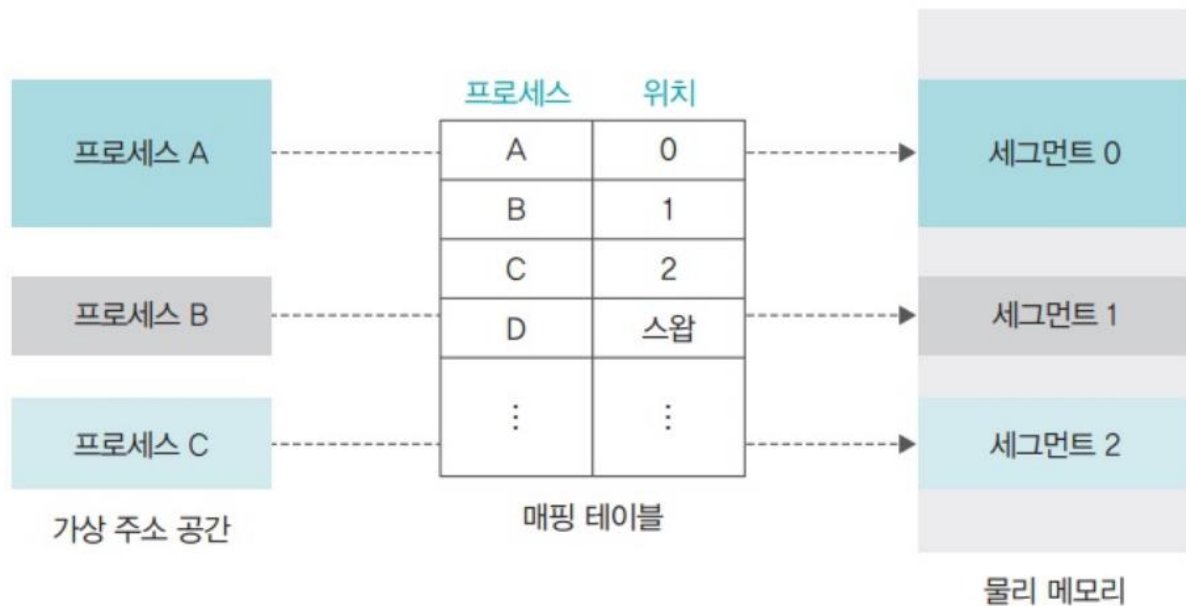 프로세스 A
프로세스 B
프로세스 C
가상 주소 공간
프로세스 위치
A 0
B 1
C 2
D 스왑
⋮ ⋮
매핑 테이블
세그먼트 0
세그먼트 1
세그먼트 2
물리 메모리